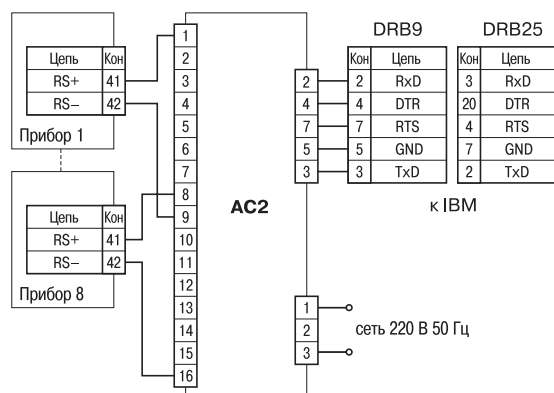 DRB9
DRB25
Цепь Кон
RS+ 41
RS– 42
Прибор 1
Цепь Кон
RS+ 41
RS– 42
Прибор 8
1
2
3
4
5
6
7
8
9
10
11
12
13
14
15
16
AC2
2
4
7
5
3
Кон Цепь
2 RxD
4 DTR
7 RTS
5 GND
3 TxD
Кон Цепь
3 RxD
20 DTR
4 RTS
7 GND
2 TxD
к IBM
1
2
3
сеть 220 В 50 Гц